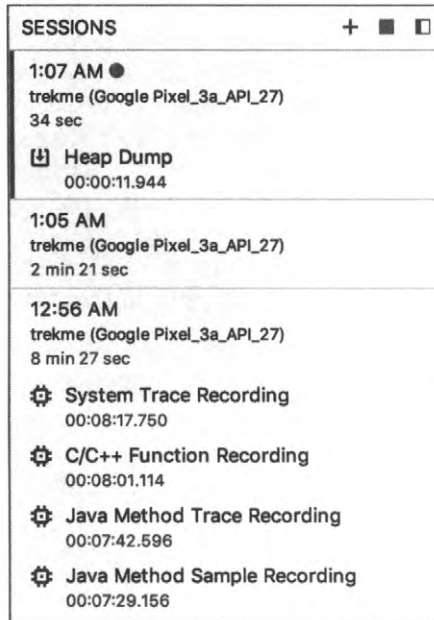 SESSIONS
1:07 AM
trekme (Google Pixel_3a_API_27)
34 sec
Heap Dump
00:00:11.944
1:05 AM
trekme (Google Pixel_3a_API_27)
2 min 21 sec
12:56 AM
trekme (Google Pixel_3a_API_27)
8 min 27 sec
System Trace Recording
00:08:17.750
C/C++ Function Recording
00:08:01.114
Java Method Trace Recording
00:07:42.596
Java Method Sample Recording
00:07:29.156